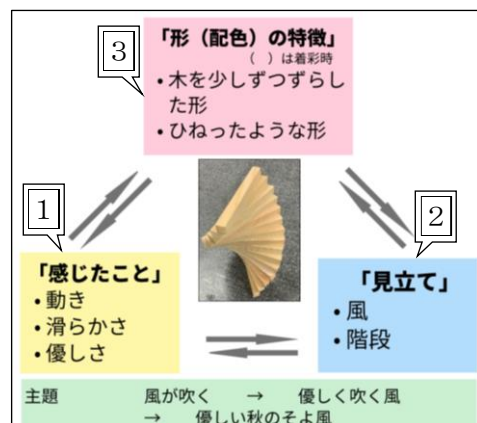 3
「形（配色）の特徴」
（　）は着彩時
・木を少しずつずらし
た形
・ひねったような形
1
「感じたこと」
・動き
・滑らかさ
・優しさ
2
「見立て」
・風
・階段
主題　風が吹く　→　優しく吹く風
→　優しい秋のそよ風